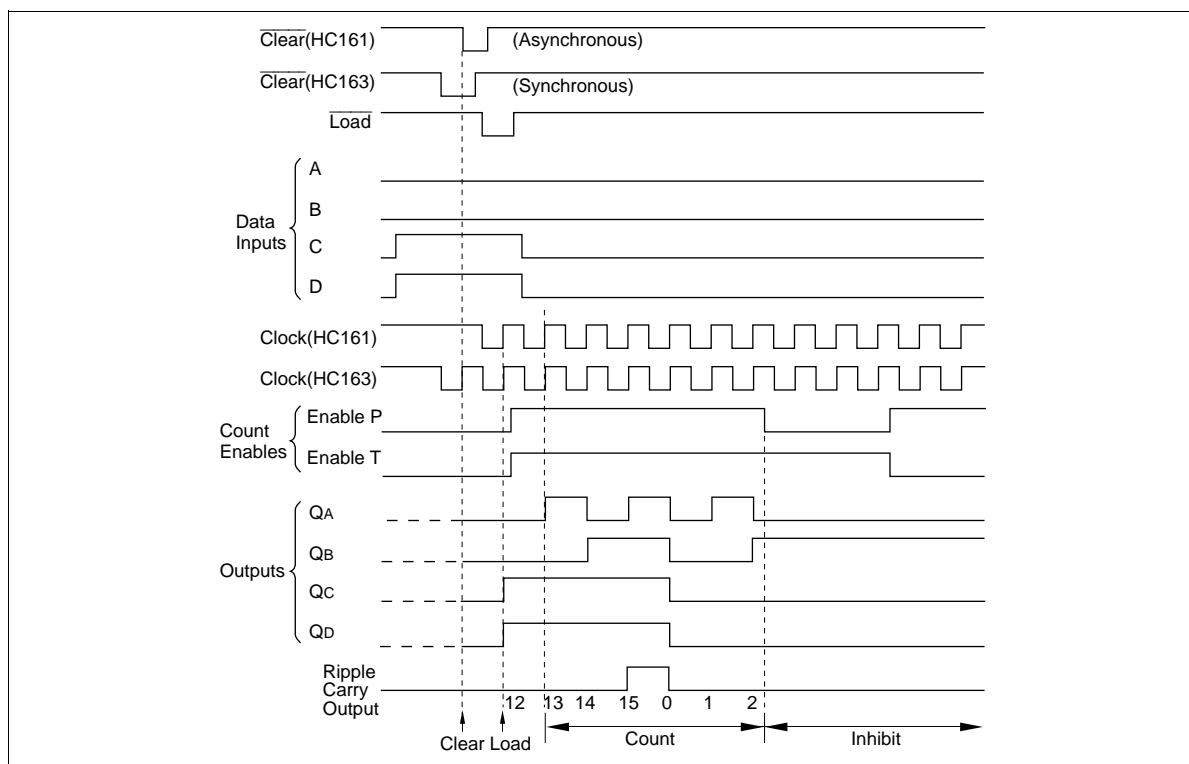 Clear(HC161)
(Asynchronous)
Clear(HC163)
(Synchronous)
Load
Data
Inputs
A
B
C
D
Clock(HC161)
Clock(HC163)
Count
Enables
Enable P
Enable T
Outputs
QA
QB
QC
QD
Ripple
Carry
Output
12 13 14 15 0 1 2
Clear Load
Count
Inhibit